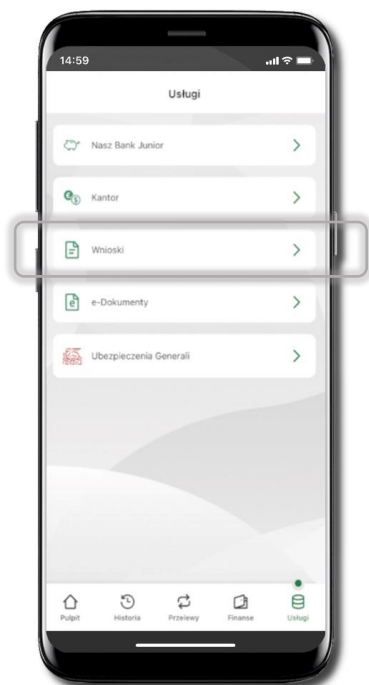 14:59
Usługi
Nasz Bank Junior
Kantor
Wnioski
e-Dokumenty
Ubezpieczenia Generali
Pulpit Historia Przelewy Finanse Usługi